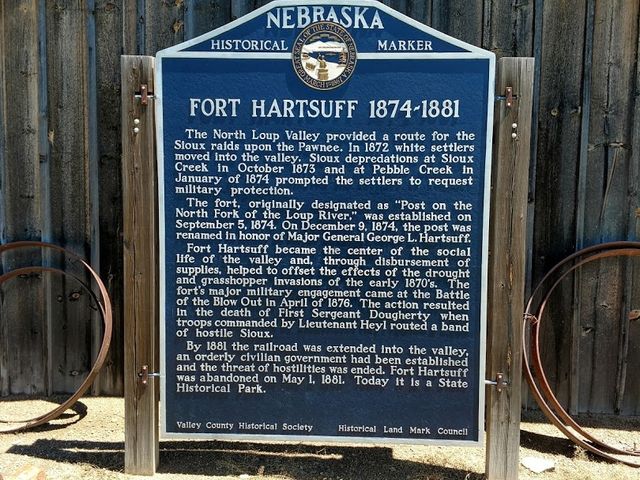 NEBRASKA
HISTORICAL MARKER
FORT HARTSUFF 1874-1881
The North Loup Valley provided a route for the
Sioux raids upon the Pawnee. In 1872 white settlers
moved into the valley. Sioux depredations at Sioux
Creek in October 1873 and at Pebble Creek in
January of 1874 prompted the settlers to request
military protection.
The fort, originally designated as "Post on the
North Fork of the Loup River," was established on
September 5, 1874. On December 9, 1874, the post was
renamed in honor of Major General George L. Hartsuff.
Fort Hartsuff became the center of the social
life of the valley and, through disbursement of
supplies, helped to offset the effects of the drought
and grasshopper invasions of the early 1870's. The
fort's major military engagement came at the Battle
of the Blow Out in April of 1876. The action resulted
in the death of First Sergeant Dougherty when
troops commanded by Lieutenant Heyl routed a band
of hostile Sioux.
By 1881 the railroad was extended into the valley,
an orderly civilian government had been established
and the threat of hostilities was ended. Fort Hartsuff
was abandoned on May 1, 1881. Today it is a State
Historical Park.
Valley County Historical Society Historical Land Mark Council